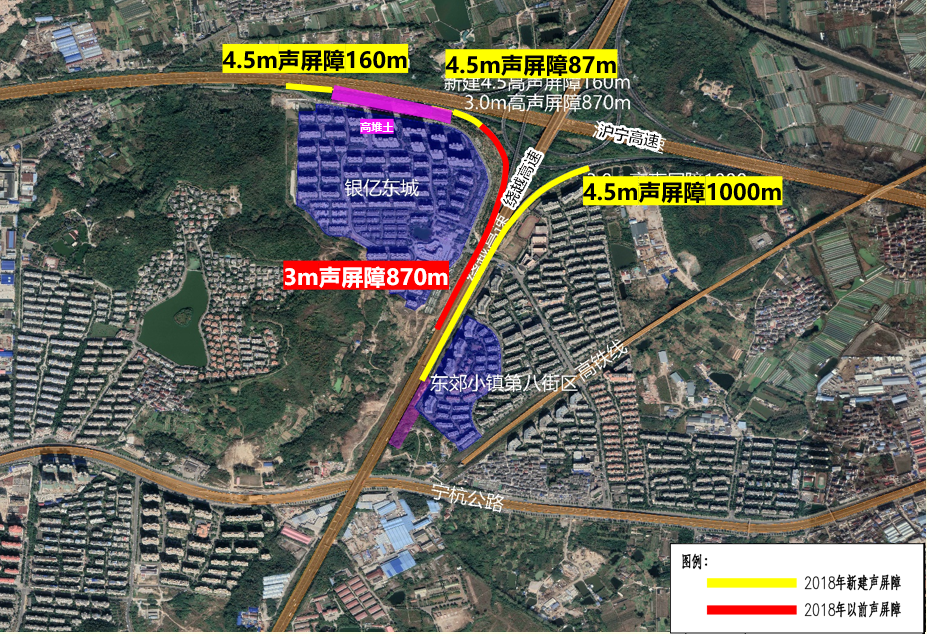 4.5m声屏障160m
4.5m声屏障87m
新建4.5高声屏障160m
3.0m高声屏障870m
高堆土
沪宁高速
绕越高速
银亿东城
4.5m声屏障1000m
3m声屏障870m
东郊小镇第八街区
高铁线
宁杭公路
图例：
2018年新建声屏障
2018年以前声屏障